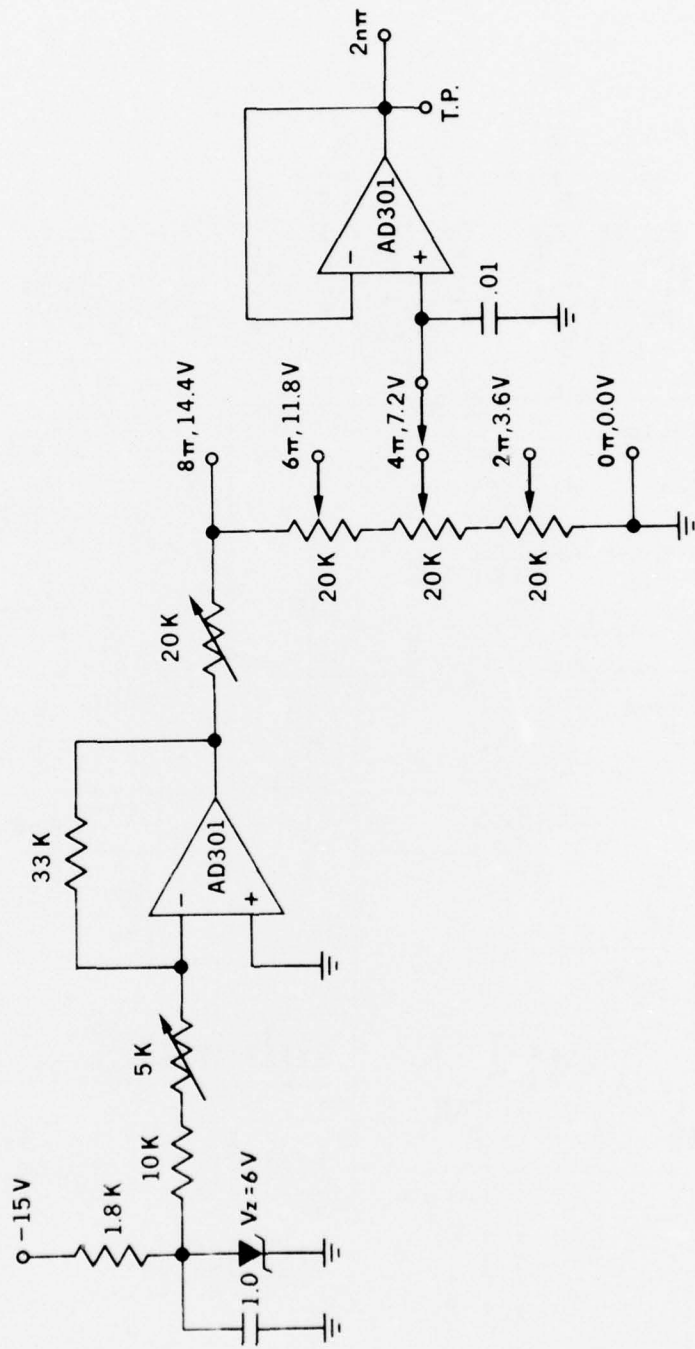 -15V
1.8K
1.0
Vz=6V
10K
5K
33K
-
+
AD301
20K
8π, 14.4V
6π, 11.8V
4π, 7.2V
2π, 3.6V
0π, 0.0V
20K
20K
20K
.01
-
+
AD301
2nπ
T.P.